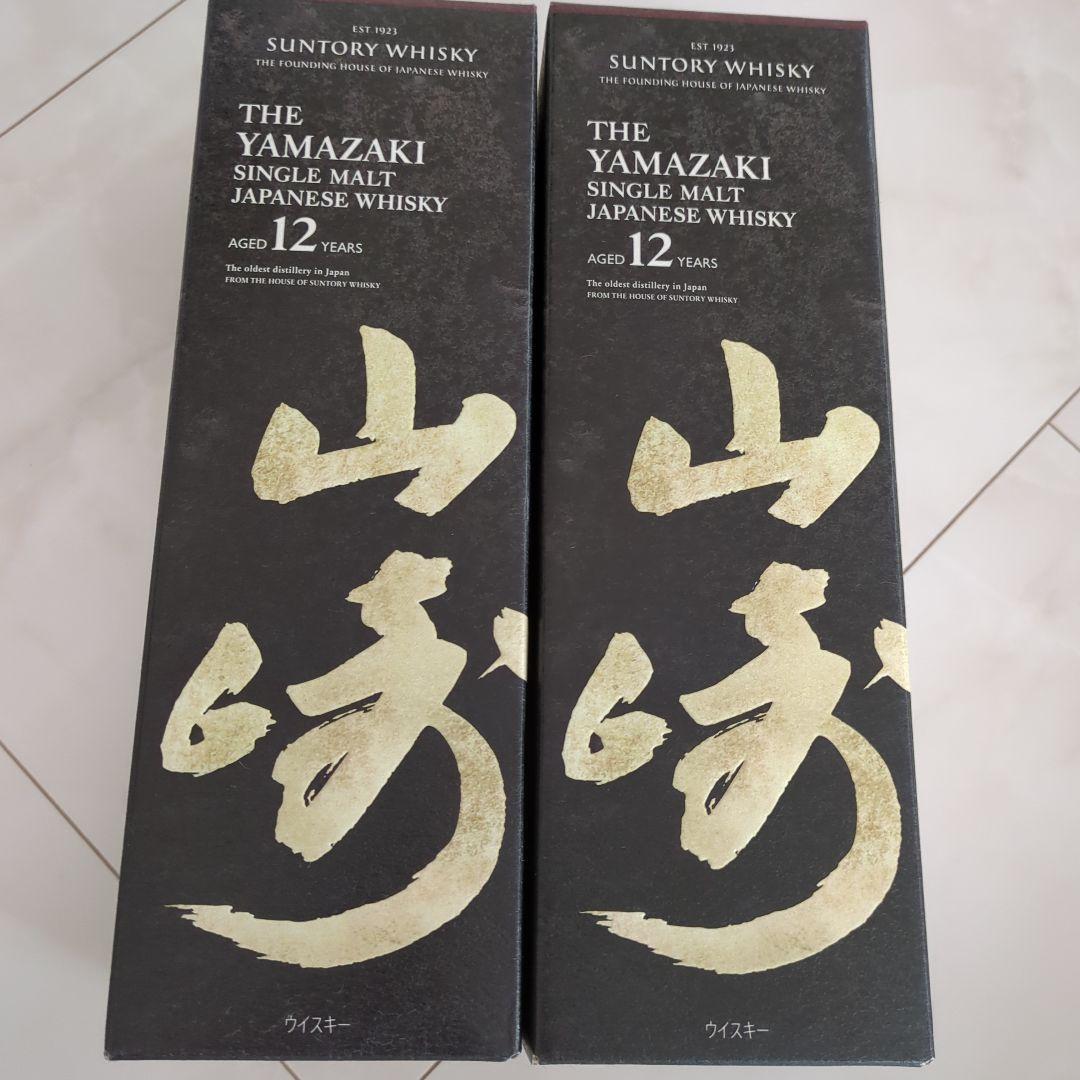 EST 1923
SUNTORY WHISKY
THE FOUNDING HOUSE OF JAPANESE WHISKY
THE
YAMAZAKI
SINGLE MALT
JAPANESE WHISKY
AGED 12 YEARS
The oldest distillery in Japan
FROM THE HOUSE OF SUNTORY WHISKY
山
崎
ウイスキー
EST 1923
SUNTORY WHISKY
THE FOUNDING HOUSE OF JAPANESE WHISKY
THE
YAMAZAKI
SINGLE MALT
JAPANESE WHISKY
AGED 12 YEARS
The oldest distillery in Japan
FROM THE HOUSE OF SUNTORY WHISKY
山
崎
ウイスキー